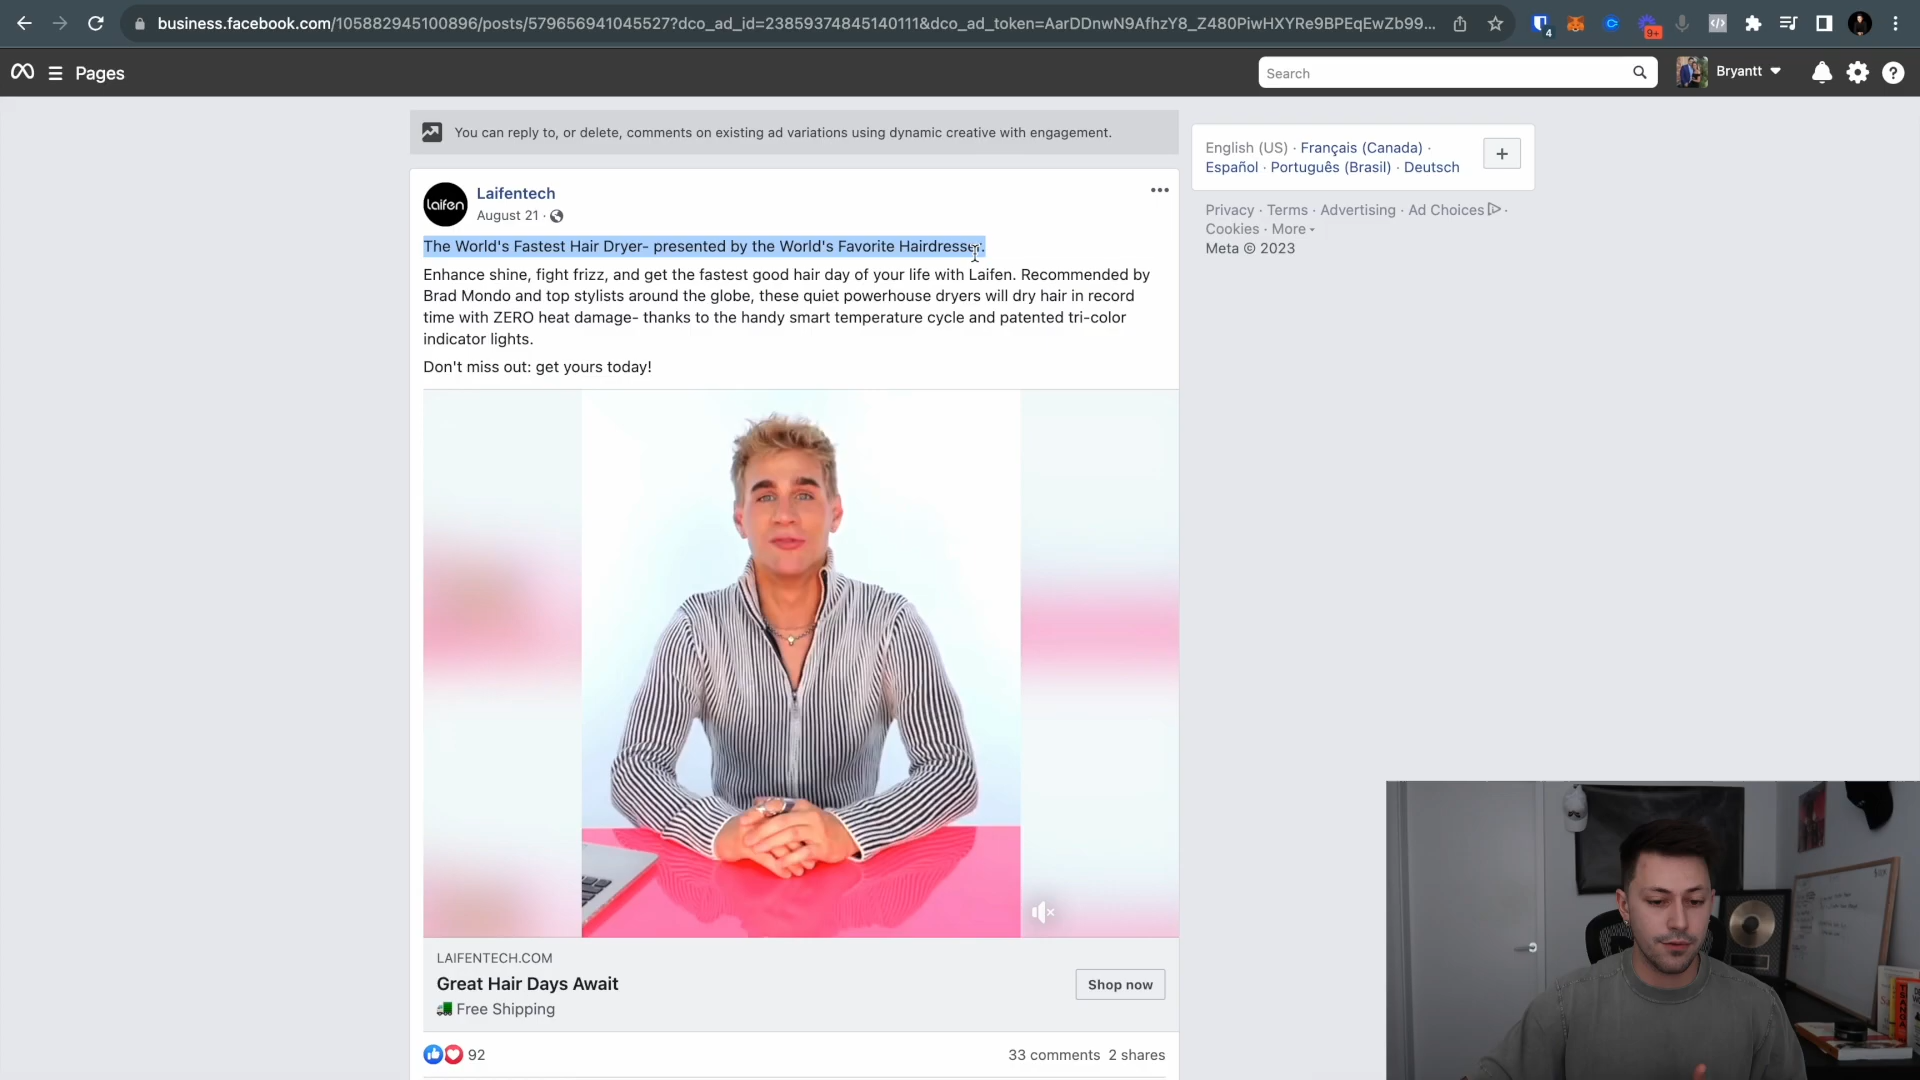 business.facebook.com/105882945100896/posts/579656941045527?dco_ad_id=23859374845140111&dco_ad_token=AarDDnwN9AfhzY8_Z480PiwHXYRe9BPEqEwZb99...
4
9+
Pages
Search
Bryantt
You can reply to, or delete, comments on existing ad variations using dynamic creative with engagement.
English (US) · Français (Canada) ·
Español · Português (Brasil) · Deutsch
Privacy · Terms · Advertising · Ad Choices ·
Cookies · More
Meta © 2023
laifen
Laifentech
August 21 ·
The World's Fastest Hair Dryer- presented by the World's Favorite Hairdresser.
Enhance shine, fight frizz, and get the fastest good hair day of your life with Laifen. Recommended by
Brad Mondo and top stylists around the globe, these quiet powerhouse dryers will dry hair in record
time with ZERO heat damage- thanks to the handy smart temperature cycle and patented tri-color
indicator lights.
Don't miss out: get yours today!
LAIFENTECH.COM
Great Hair Days Await
Free Shipping
Shop now
92
33 comments 2 shares